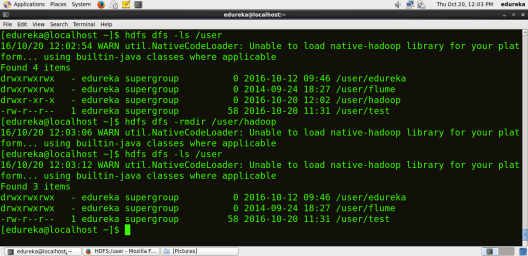 Applications Places System
Thu Oct 20, 12:03 PM edureka
edureka@localhost:~
File Edit View Search Terminal Help
[edureka@localhost ~]$ hdfs dfs -ls /user
16/10/20 12:02:54 WARN util.NativeCodeLoader: Unable to load native-hadoop library for your plat
form... using builtin-java classes where applicable
Found 4 items
drwxrwxrwx - edureka supergroup 0 2016-10-12 09:46 /user/edureka
drwxrwxrwx - edureka supergroup 0 2014-09-24 18:27 /user/flume
drwxr-xr-x - edureka supergroup 0 2016-10-20 12:02 /user/hadoop
-rw-r--r-- 1 edureka supergroup 58 2016-10-20 11:31 /user/test
[edureka@localhost ~]$ hdfs dfs -rmdir /user/hadoop
16/10/20 12:03:06 WARN util.NativeCodeLoader: Unable to load native-hadoop library for your plat
form... using builtin-java classes where applicable
[edureka@localhost ~]$ hdfs dfs -ls /user
16/10/20 12:03:12 WARN util.NativeCodeLoader: Unable to load native-hadoop library for your plat
form... using builtin-java classes where applicable
Found 3 items
drwxrwxrwx - edureka supergroup 0 2016-10-12 09:46 /user/edureka
drwxrwxrwx - edureka supergroup 0 2014-09-24 18:27 /user/flume
-rw-r--r-- 1 edureka supergroup 58 2016-10-20 11:31 /user/test
[edureka@localhost ~]$
edureka@localhost:~ HDFS:/user - Mozilla F... [Pictures]